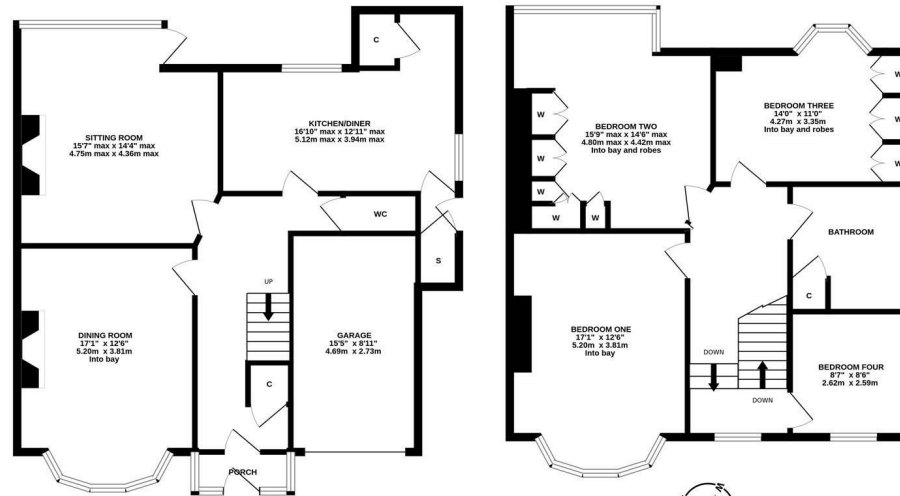 C
KITCHEN/DINER
16'10" max x 12'11" max
5.12m max x 3.94m max
SITTING ROOM
15'7" max x 14'4" max
4.75m max x 4.36m max
WC
S
UP
DINING ROOM
17'1" x 12'6"
5.20m x 3.81m
Into bay
GARAGE
15'5" x 8'11"
4.69m x 2.73m
C
PORCH
BEDROOM TWO
15'9" max x 14'6" max
4.80m max x 4.42m max
Into bay and robes
W
W
W
W
W
BEDROOM THREE
14'0" x 11'0"
4.27m x 3.35m
Into bay and robes
W
W
W
BATHROOM
C
BEDROOM ONE
17'1" x 12'6"
5.20m x 3.81m
Into bay
DOWN
DOWN
BEDROOM FOUR
8'7" x 8'6"
2.62m x 2.59m
N